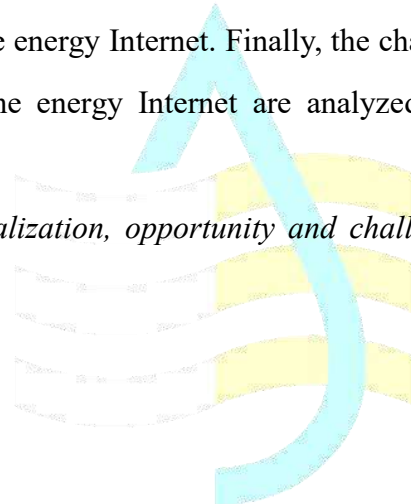 e energy Internet. Finally, the cha
ne energy Internet are analyzed
alization, opportunity and chall